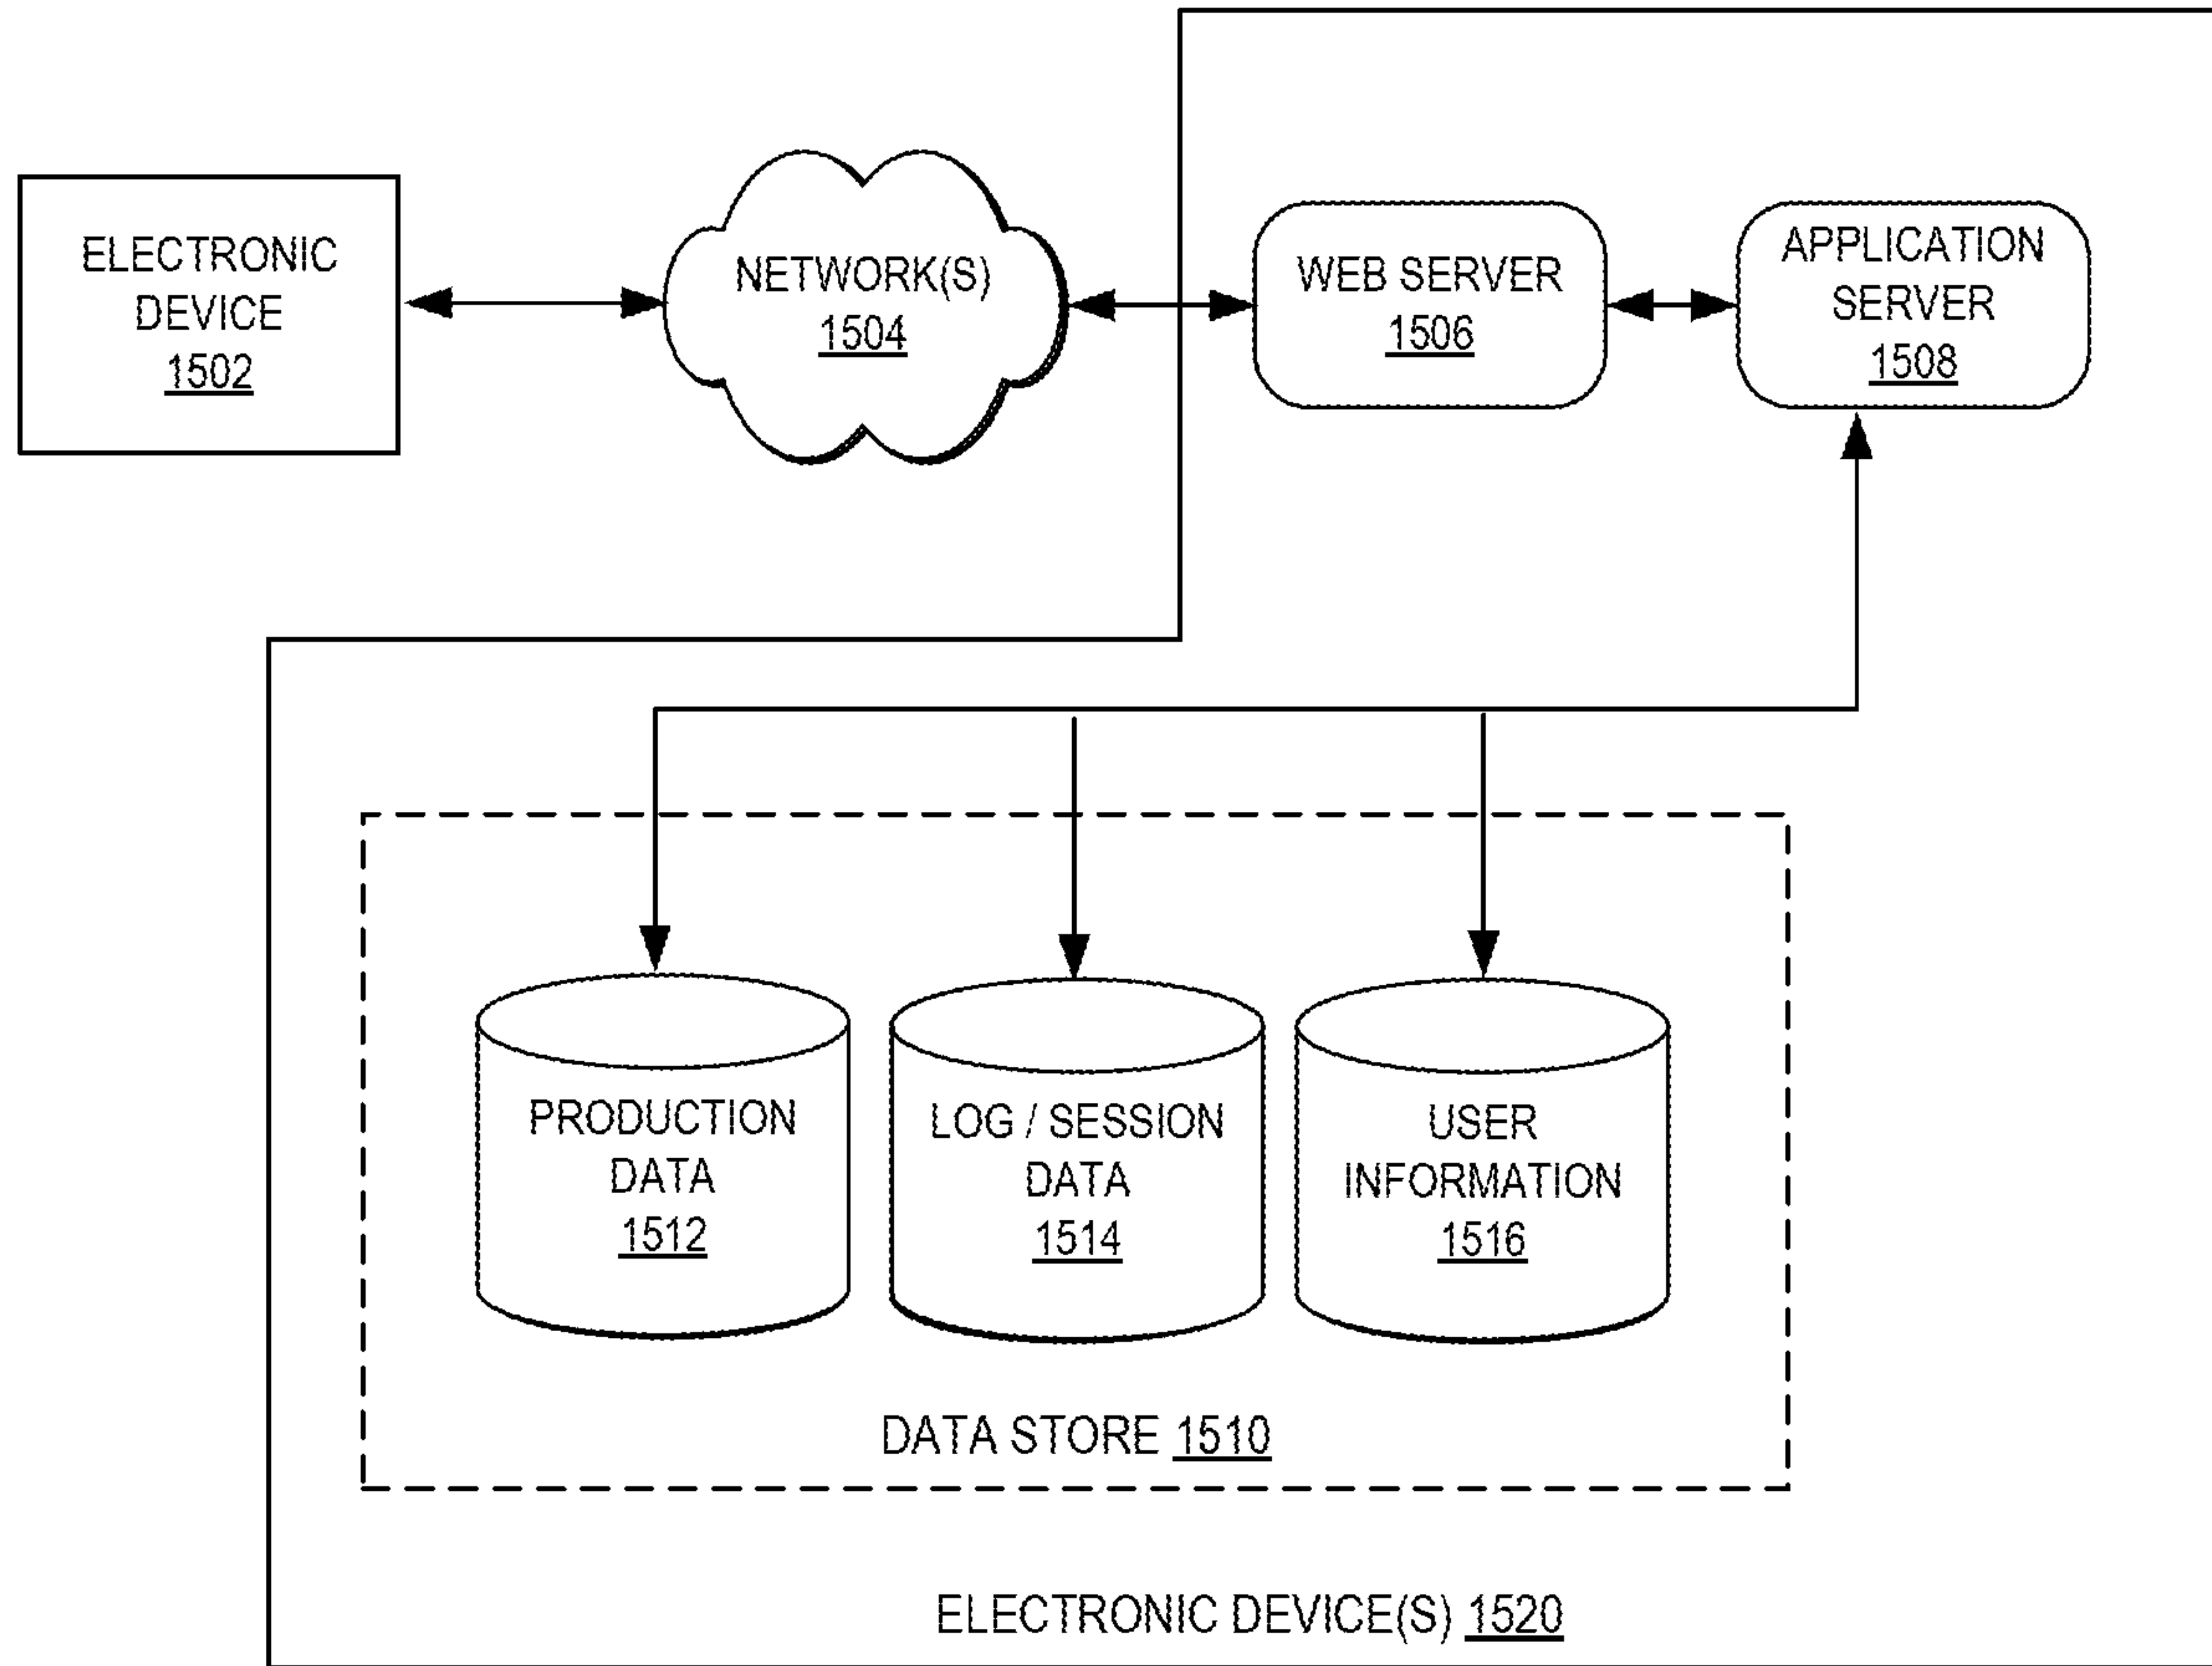 ELECTRONIC
DEVICE
1502
NETWORK(S)
1504
WEB SERVER
1506
APPLICATION
SERVER
1508
PRODUCTION
DATA
1512
LOG / SESSION
DATA
1514
USER
INFORMATION
1516
DATA STORE 1510
ELECTRONIC DEVICE(S) 1520